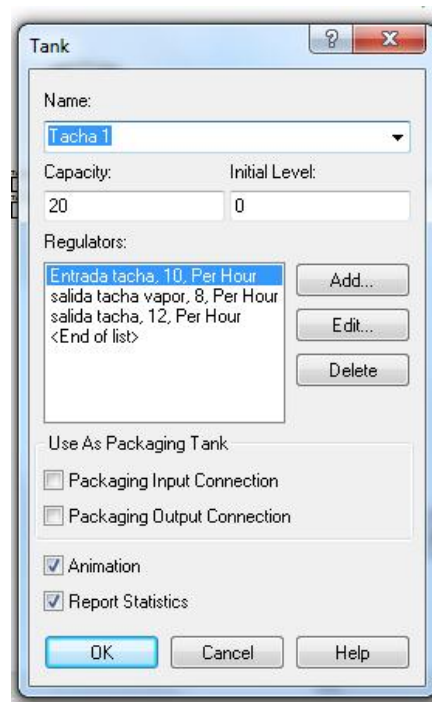 Tank
Name:
Tacha 1
Capacity:
Initial Level:
20
0
Regulators:
Entrada tacha, 10, Per Hour
salida tacha vapor, 8, Per Hour
salida tacha, 12, Per Hour
<End of list>
Add...
Edit...
Delete
Use As Packaging Tank
Packaging Input Connection
Packaging Output Connection
Animation
Report Statistics
OK
Cancel
Help